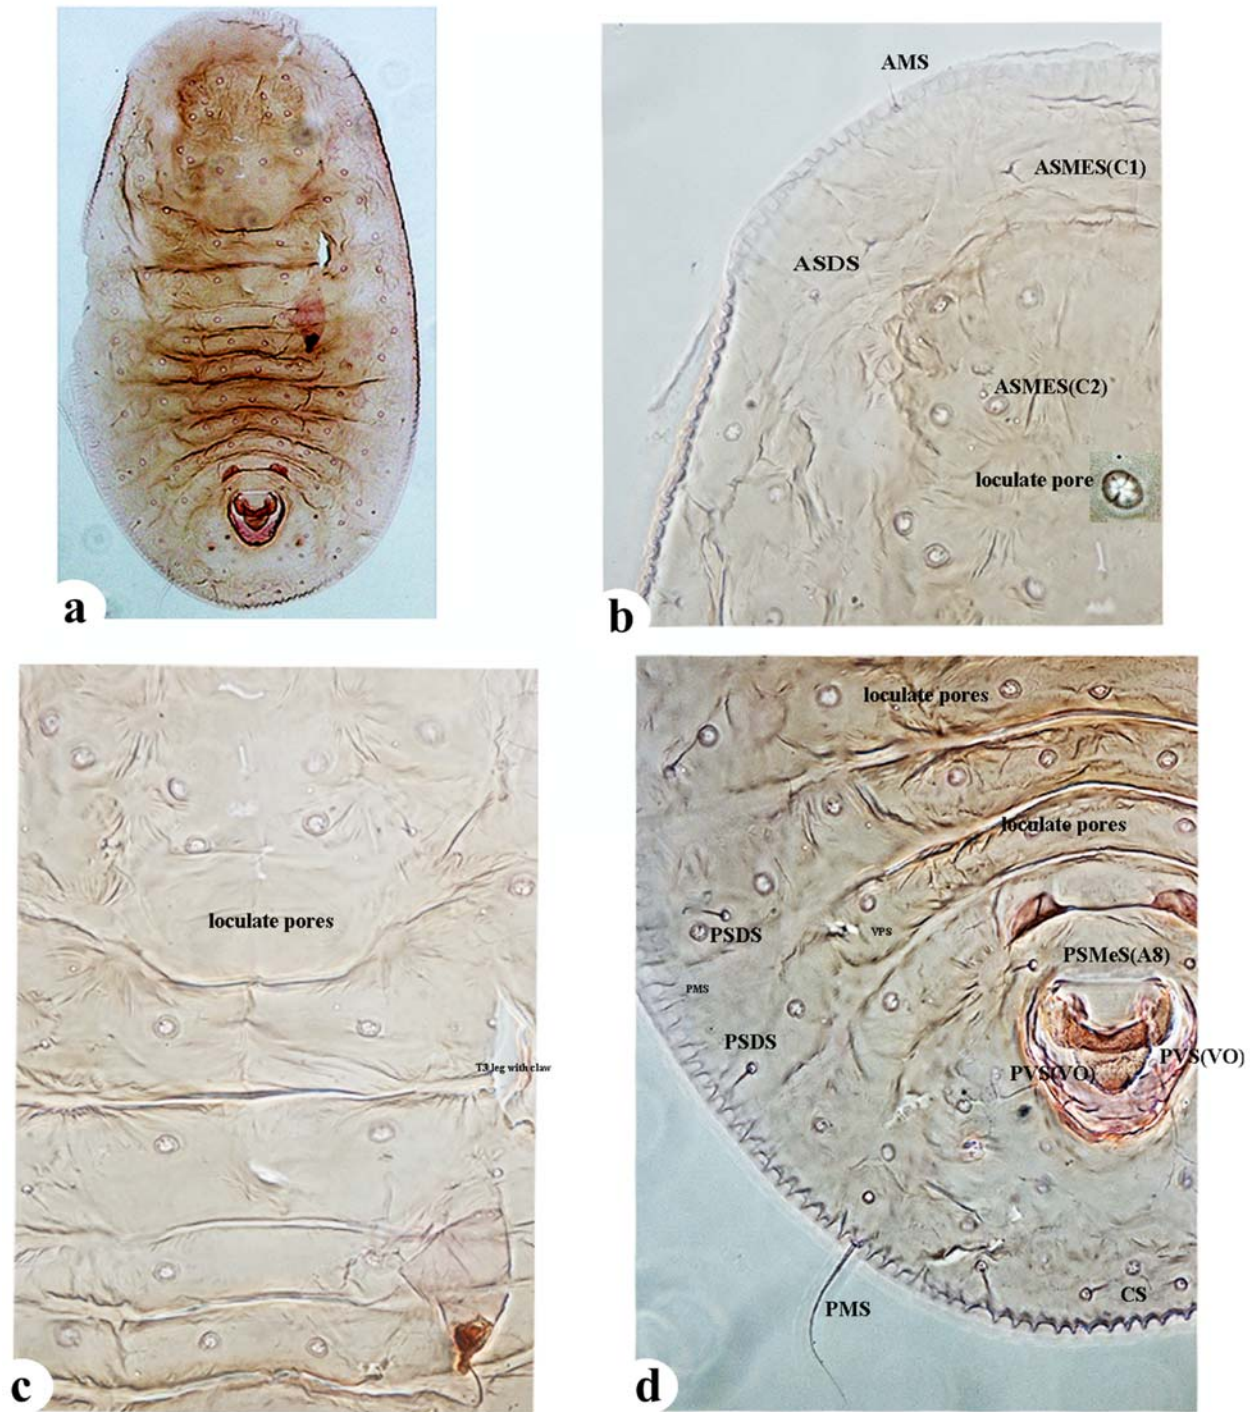 a
AMS
ASMES(C1)
ASDS
ASMES(C2)
loculate pore
b
loculate pores
T3 leg with claw
c
loculate pores
loculate pores
PSDS
VPS
PSMeS(A8)
PMS
PSDS
PVS(VO)
PVS(VO)
PMS
CS
d